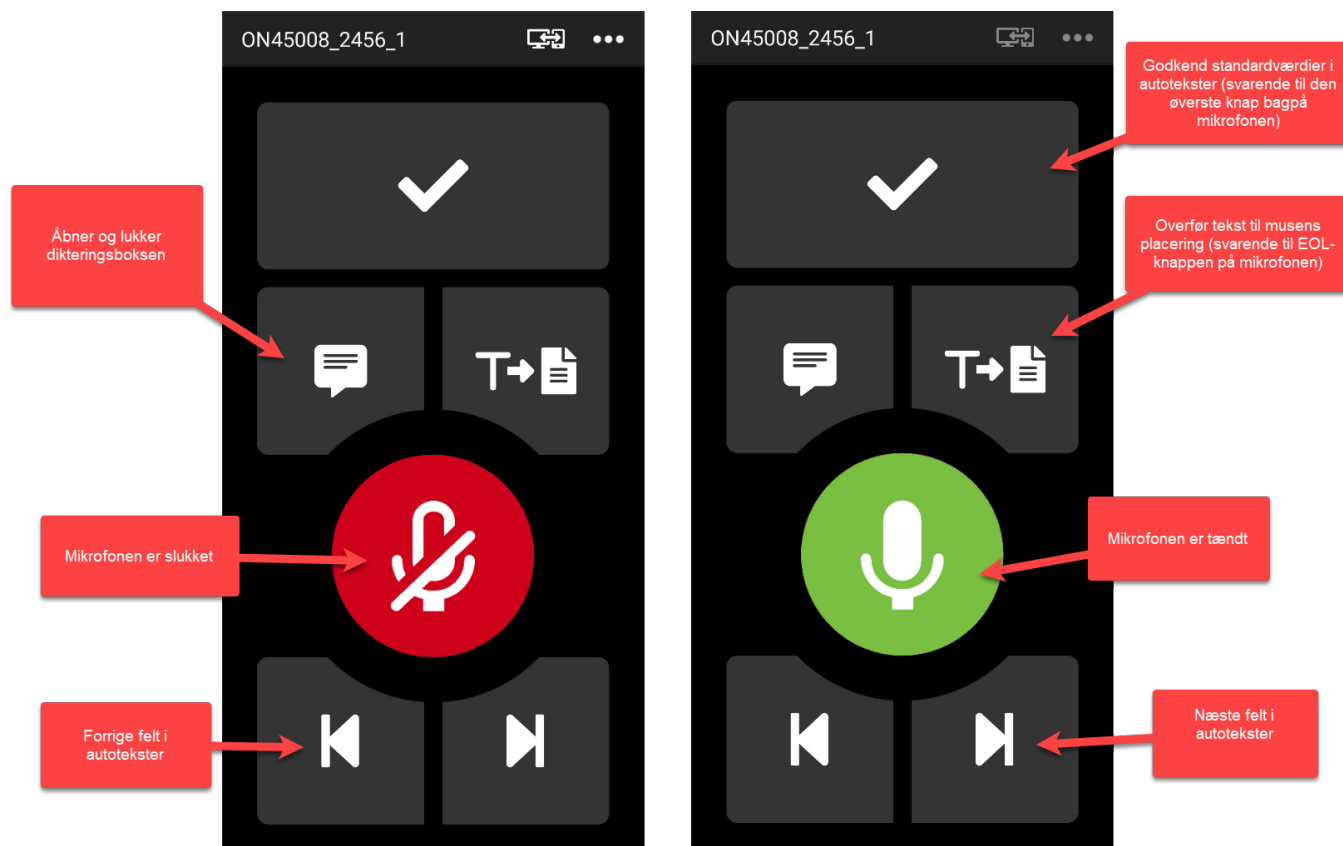 ON45008_2456_1
ON45008_2456_1
Godkend standardværdier i
autotekster (svarende til den
øverste knap bagpå
mikrofonen)
Åbner og lukker
dikteringsboksen
Overfør tekst til musens
placering (svarende til EOL-
knappen på mikrofonen)
T
T
Mikrofonen er slukket
Mikrofonen er tændt
Forrige felt i
autotekster
Næste felt i
autotekster